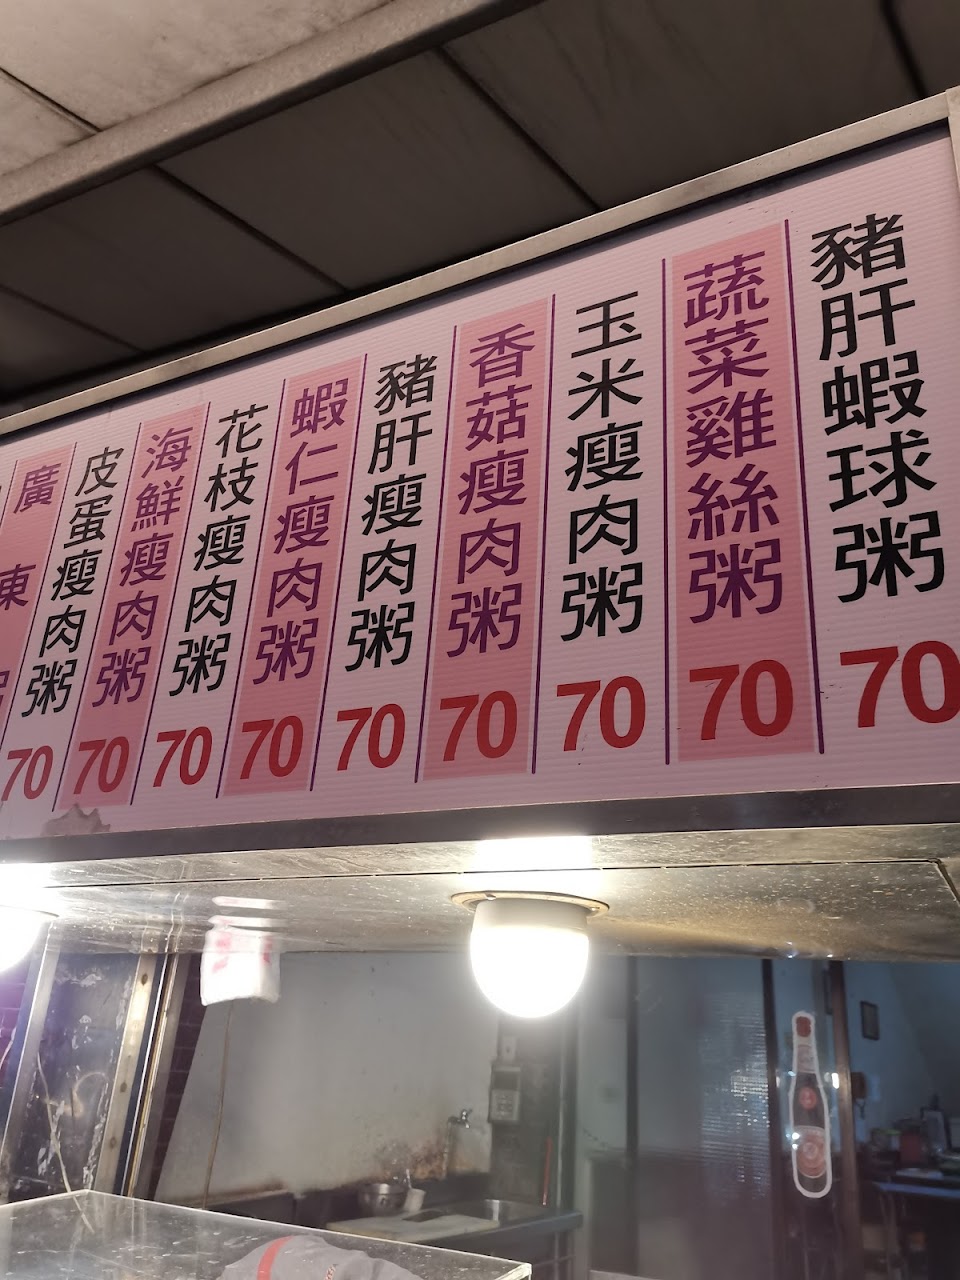 豬肝蝦球粥 70
蔬菜雞絲粥 70
玉米瘦肉粥 70
香菇瘦肉粥 70
豬肝瘦肉粥 70
蝦仁瘦肉粥 70
花枝瘦肉粥 70
海鮮瘦肉粥 70
皮蛋瘦肉粥 70
廣東粥